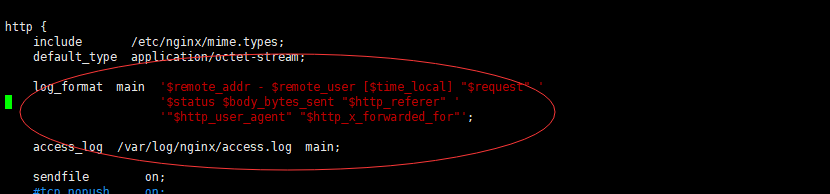 http {
    include       /etc/nginx/mime.types;
    default_type  application/octet-stream;
    log_format  main  '$remote_addr - $remote_user [$time_local] "$request" '
                      '$status $body_bytes_sent "$http_referer" '
                      '"$http_user_agent" "$http_x_forwarded_for"';
    access_log  /var/log/nginx/access.log  main;
    sendfile        on;
    #tcp_nopush     on;